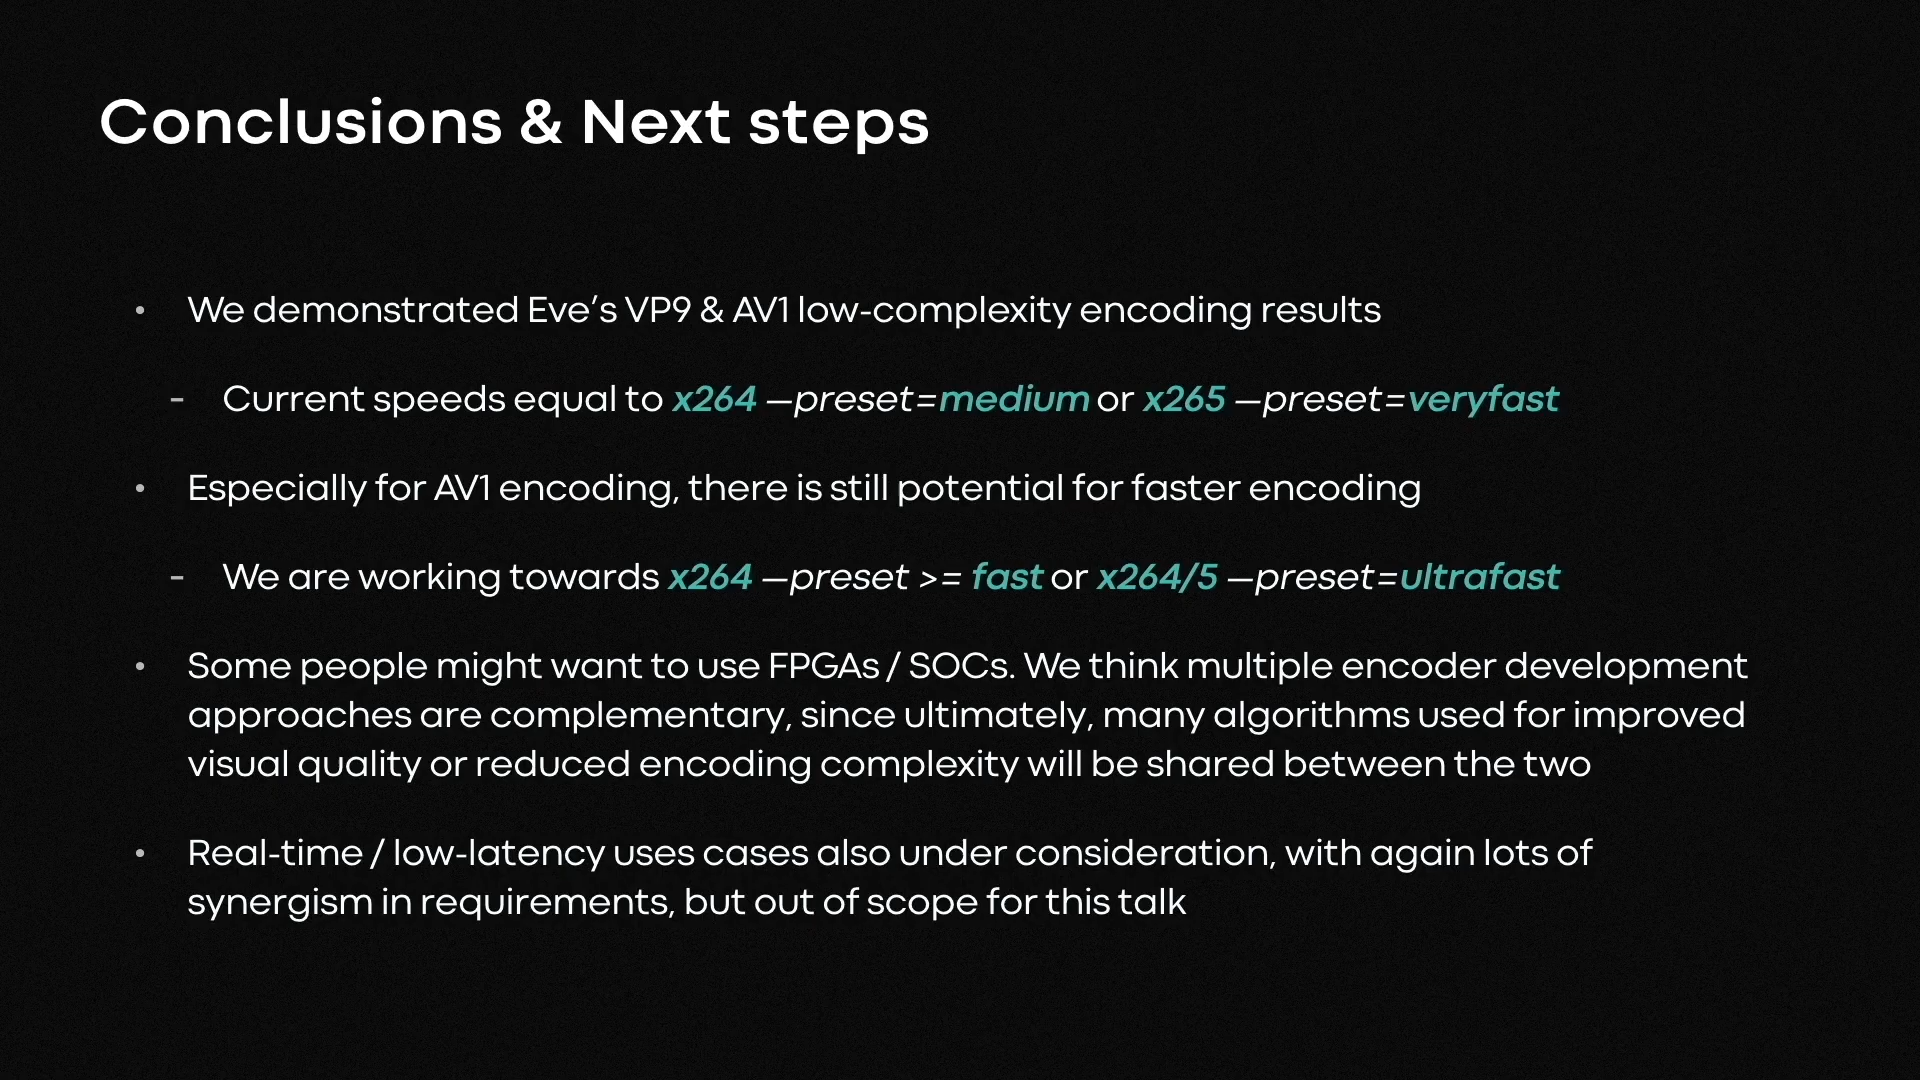 Conclusions & Next steps
• We demonstrated Eve’s VP9 & AV1 low-complexity encoding results
- Current speeds equal to x264 —preset=medium or x265 —preset=veryfast
• Especially for AV1 encoding, there is still potential for faster encoding
- We are working towards x264 —preset >= fast or x264/5 —preset=ultrafast
• Some people might want to use FPGAs / SOCs. We think multiple encoder development
approaches are complementary, since ultimately, many algorithms used for improved
visual quality or reduced encoding complexity will be shared between the two
• Real-time / low-latency uses cases also under consideration, with again lots of
synergism in requirements, but out of scope for this talk